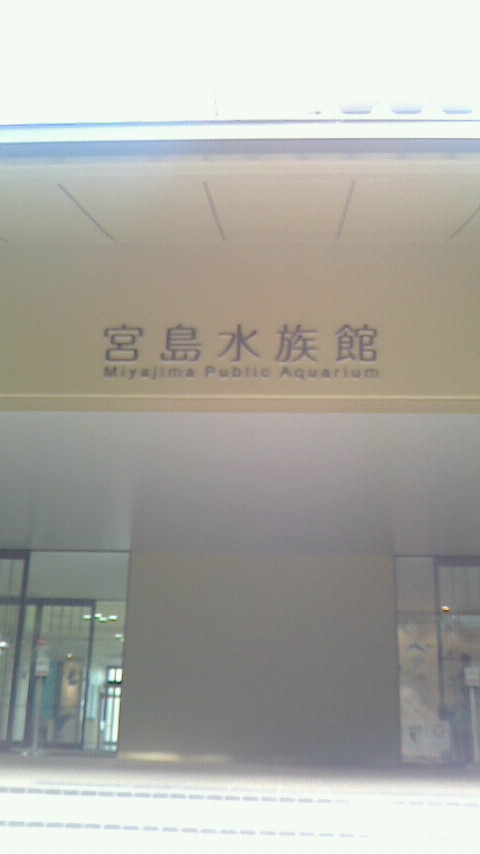 宮島水族館
Miyajima Public Aquarium